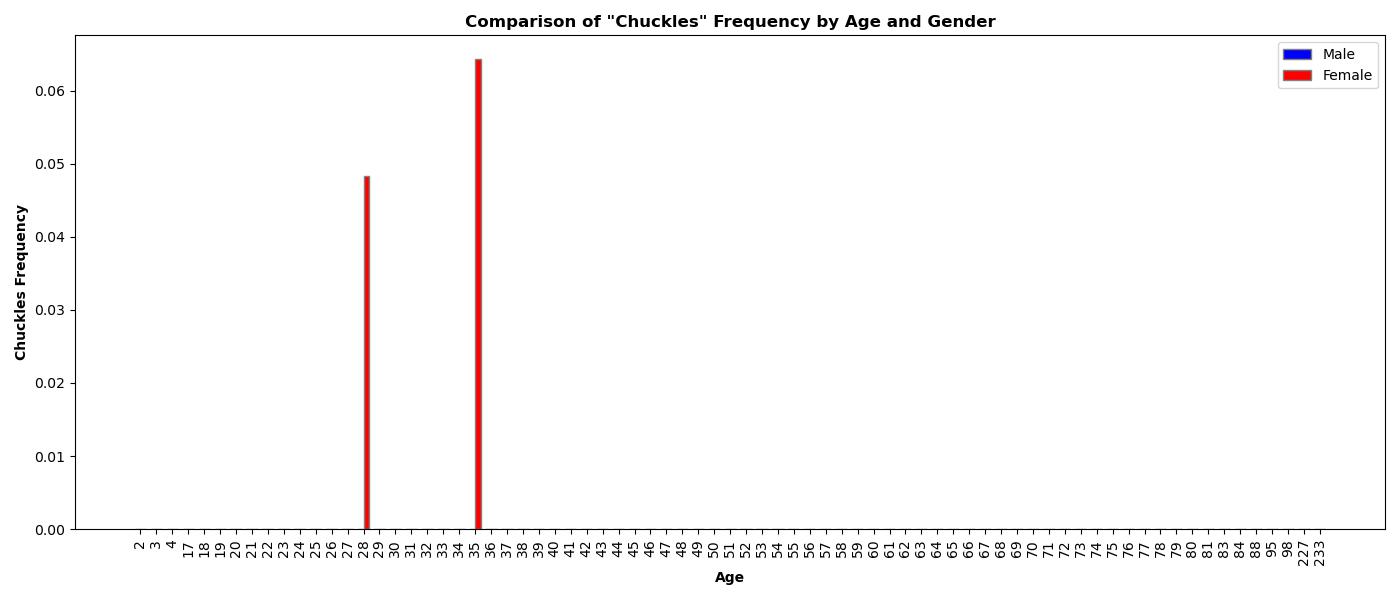 Comparison of "Chuckles" Frequency by Age and Gender
Male
Female
Chuckles Frequency
0.06
0.05
0.04
0.03
0.02
0.01
0.00
2 3 4 17 18 19 20 21 22 23 24 25 26 27 28 29 30 31 32 33 34 35 36 37 38 39 40 41 42 43 44 45 46 47 48 49 50 51 52 53 54 55 56 57 58 59 60 61 62 63 64 65 66 67 68 69 70 71 72 73 74 75 76 77 78 79 80 81 83 84 88 95 98 227 233
Age